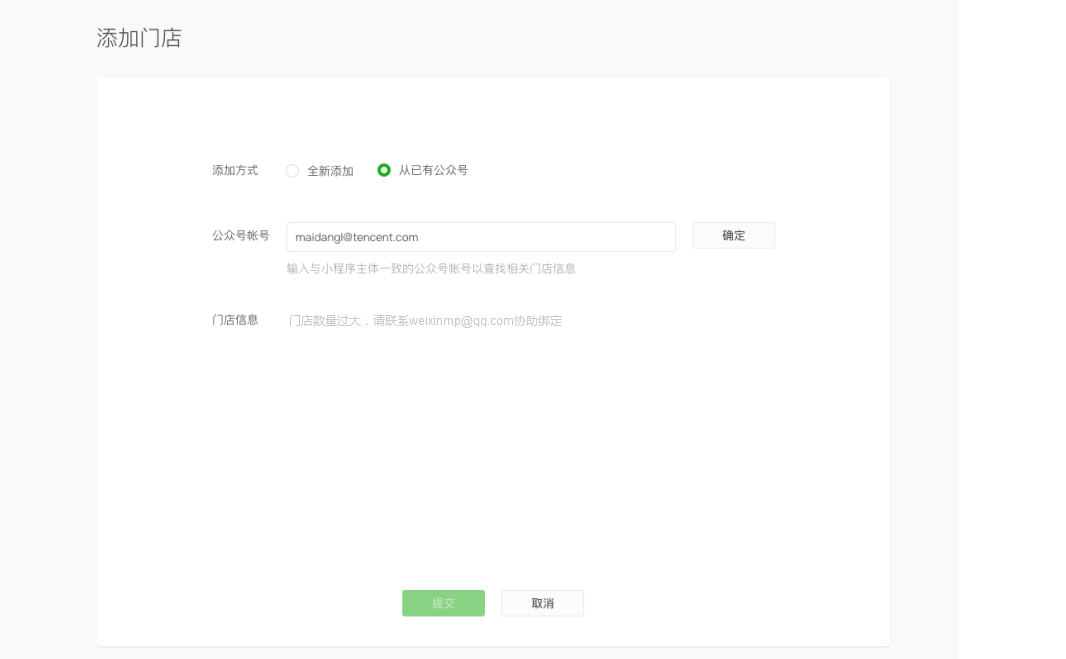 添加门店
添加方式 全新添加 从已有公众号
公众号帐号 maidangl@tencent.com 确定
输入与小程序主体一致的公众号帐号以查找相关门店信息
门店信息 门店数量过大，请联系weixinmp@qq.com协助绑定
提交 取消